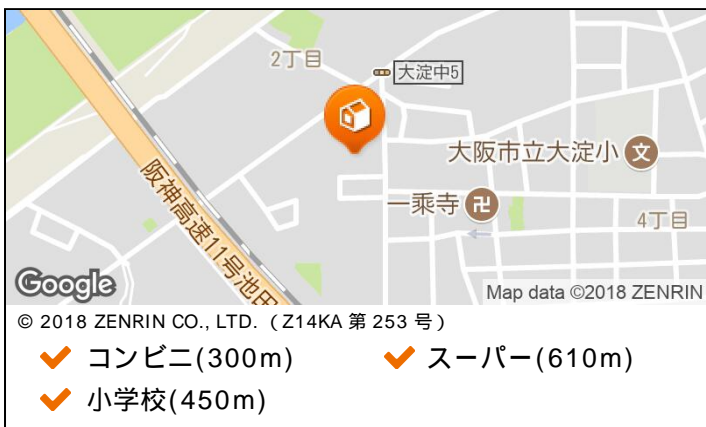 2丁目
大淀中5
大阪市立大淀小
文
一乗寺
卍
4丁目
阪神高速11号池田
Google
Map data ©2018 ZENRIN
© 2018 ZENRIN CO., LTD. （Z14KA 第 253 号）
コンビニ(300m) スーパー(610m)
小学校(450m)